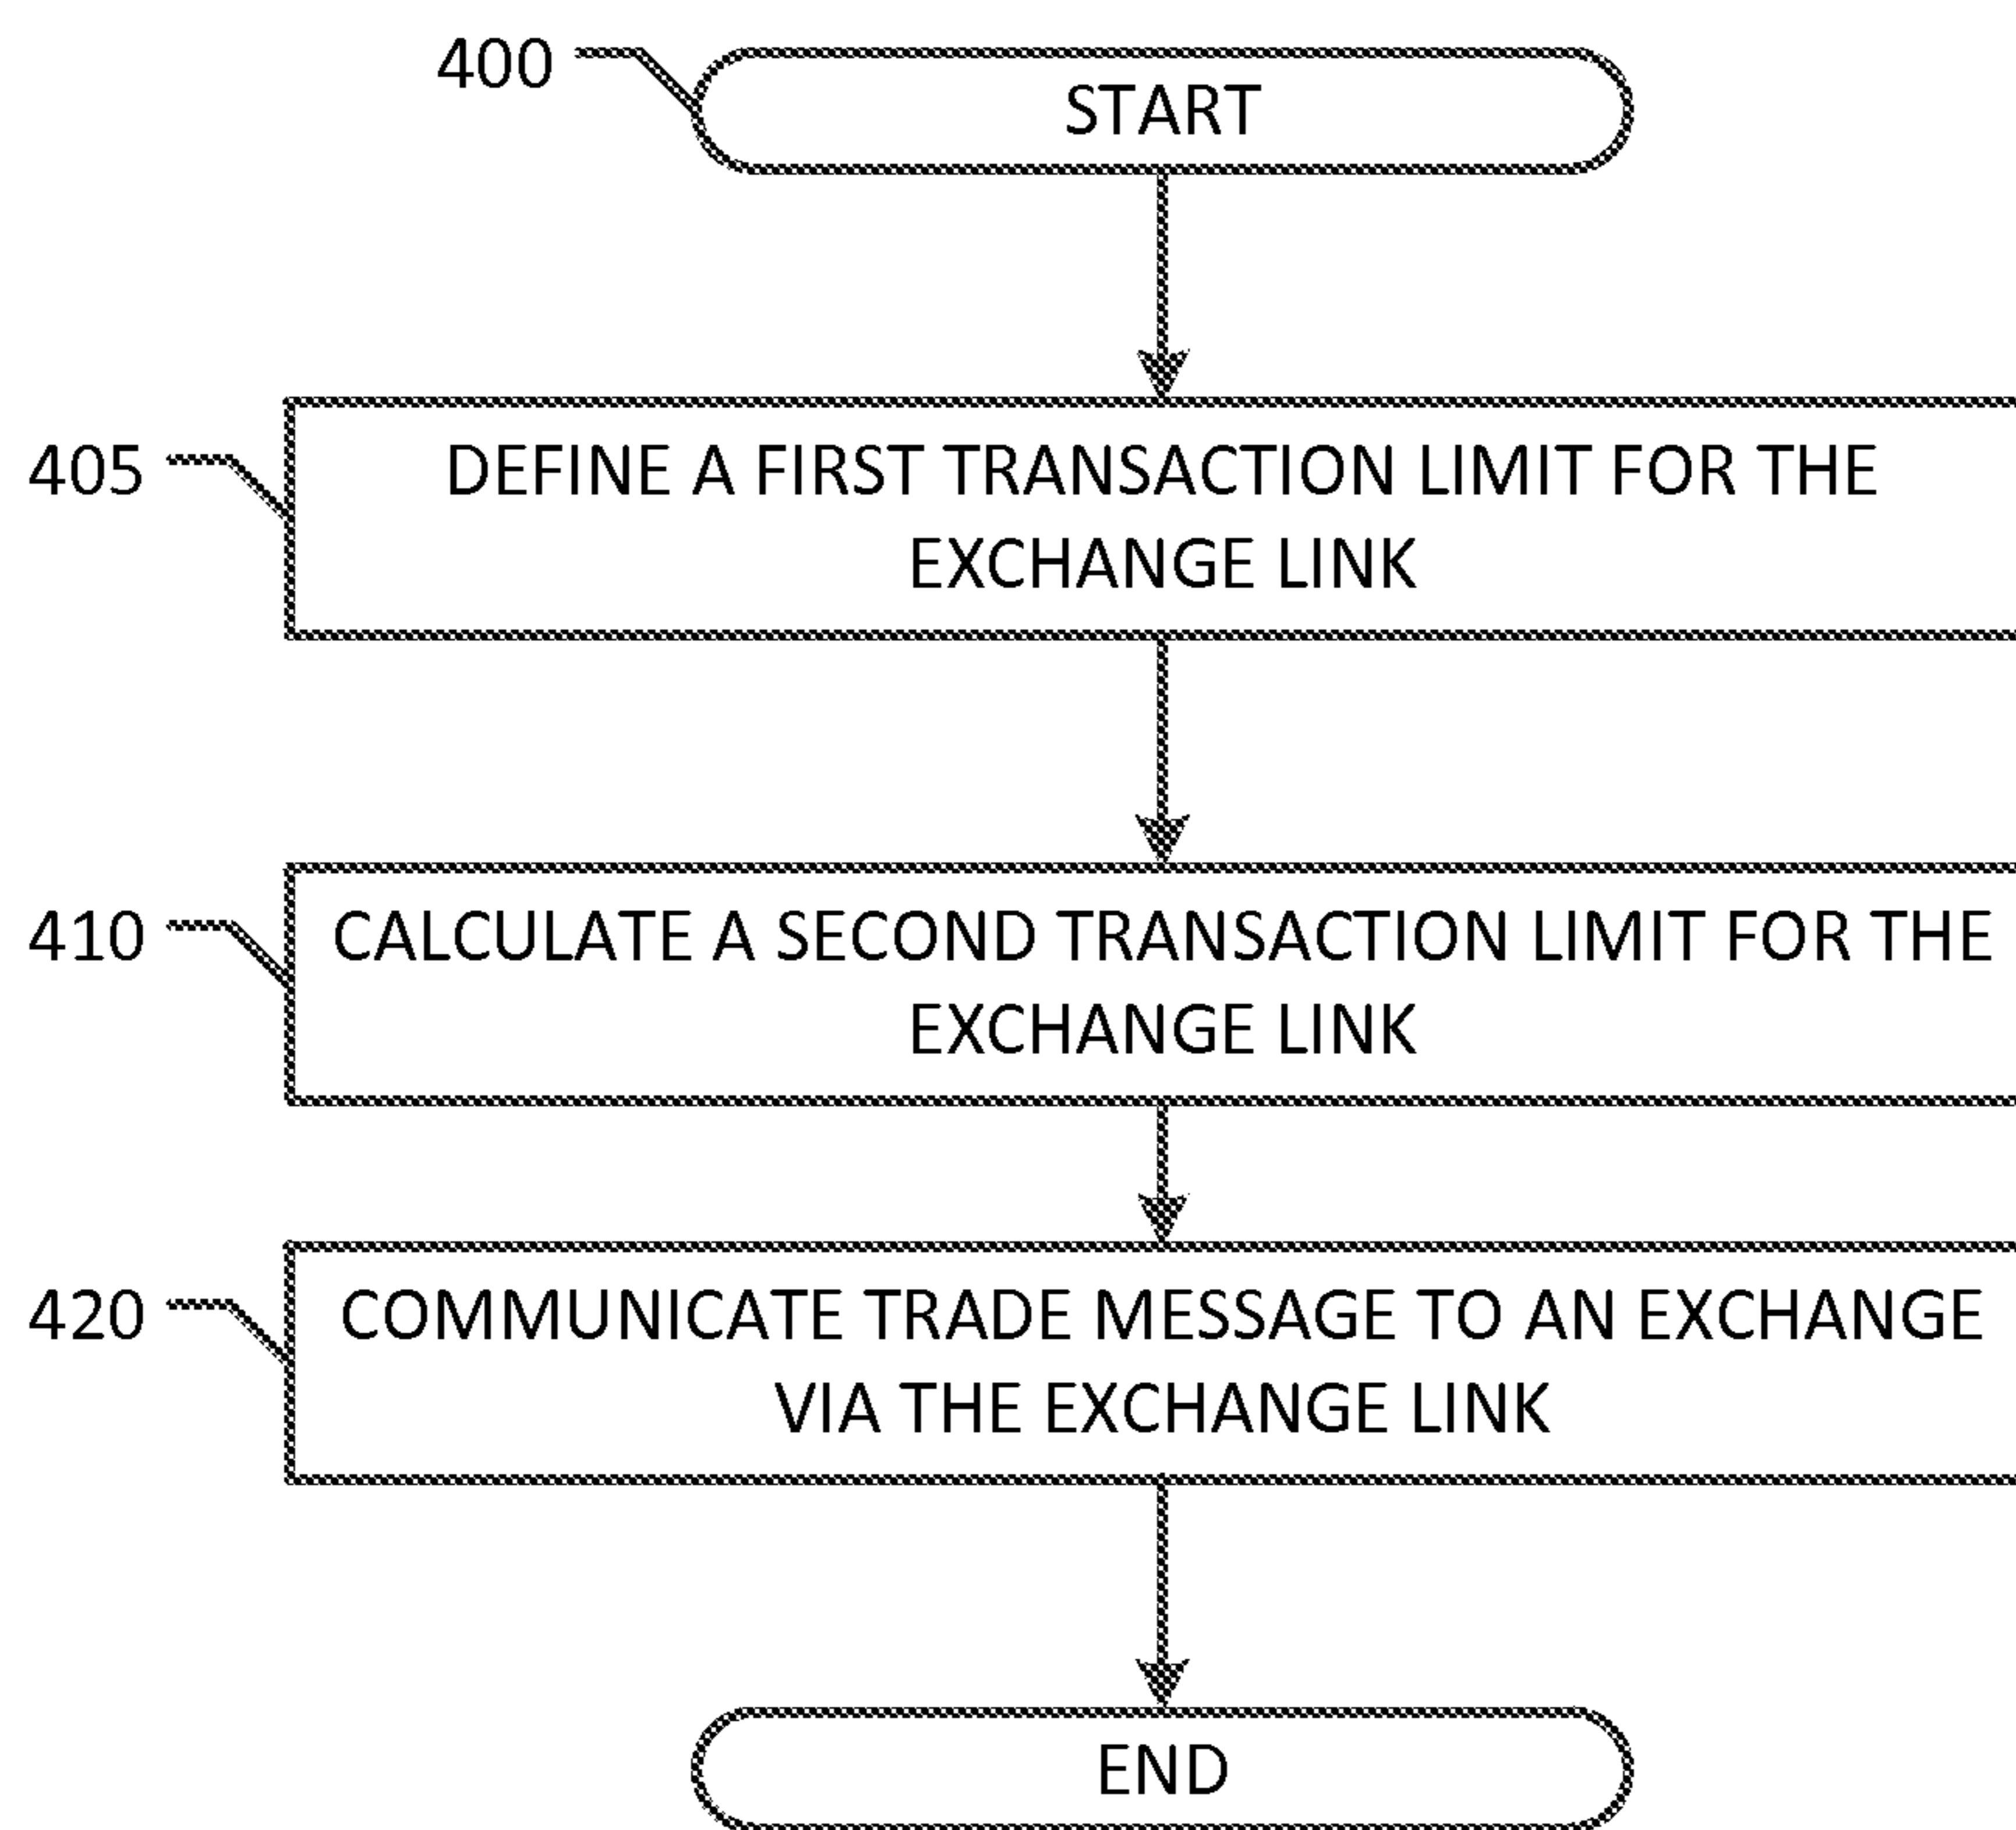 400
START
405
DEFINE A FIRST TRANSACTION LIMIT FOR THE
EXCHANGE LINK
410
CALCULATE A SECOND TRANSACTION LIMIT FOR THE
EXCHANGE LINK
420
COMMUNICATE TRADE MESSAGE TO AN EXCHANGE
VIA THE EXCHANGE LINK
END